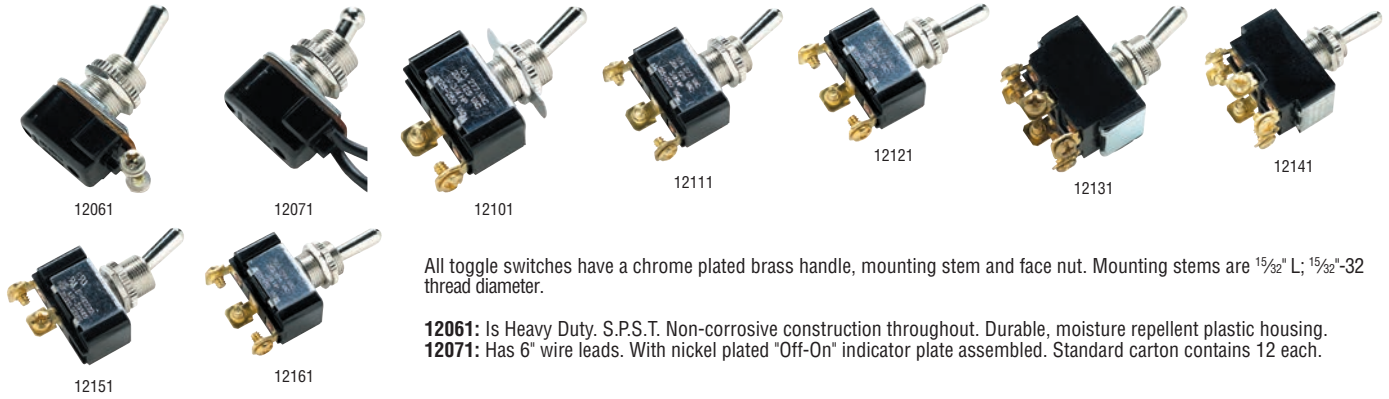 12061
12071
12101
12111
12121
12131
12141
12151
12161
All toggle switches have a chrome plated brass handle, mounting stem and face nut. Mounting stems are 15⁄32" L; 15⁄32"-32
thread diameter.
12061: Is Heavy Duty. S.P.S.T. Non-corrosive construction throughout. Durable, moisture repellent plastic housing.
12071: Has 6" wire leads. With nickel plated "Off-On" indicator plate assembled. Standard carton contains 12 each.